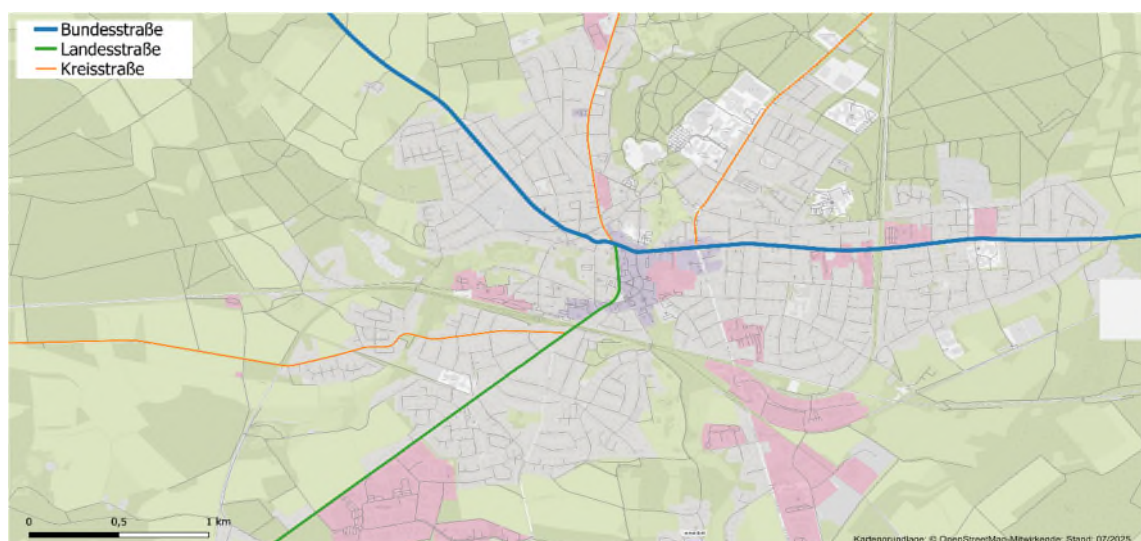 Bundesstraße
Landesstraße
Kreisstraße
0 0,5 1 km
Kartengrundlage: © OpenStreetMap-Mitwirkende; Stand: 07/2025